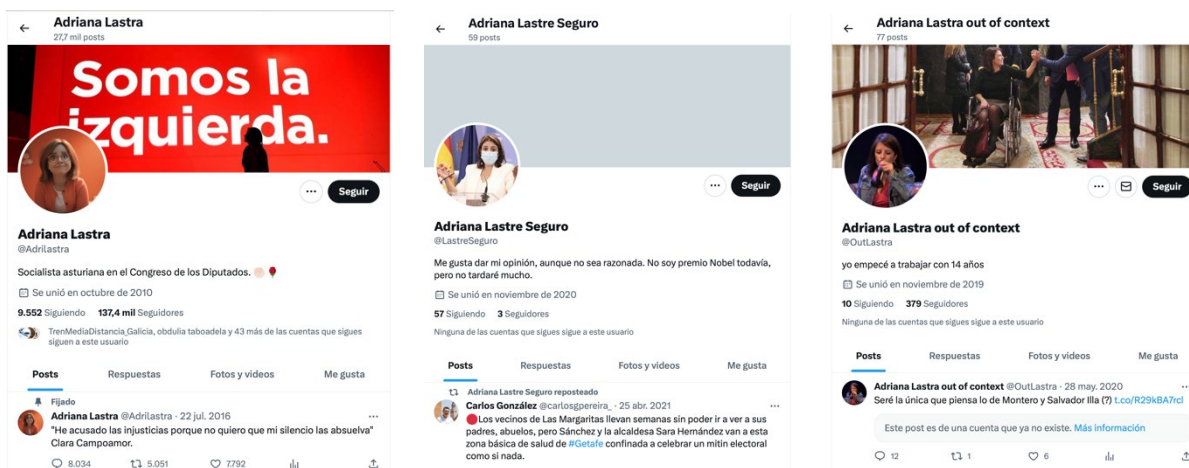 Adriana Lastra
27,7 mil posts
Somos la
izquierda.
Seguir
Adriana Lastra
@Adrilastra
Socialista asturiana en el Congreso de los Diputados. ✊🏻🌹
Se unió en octubre de 2010
9.552 Siguiendo 137,4 mil Seguidores
TrenMediaDistancia_Galicia, obdulia taboadela y 43 más de las cuentas que sigues
siguen a este usuario
Posts Respuestas Fotos y videos Me gusta
Fijado
Adriana Lastra @Adrilastra · 22 jul. 2016
"He acusado las injusticias porque no quiero que mi silencio las absuelva"
Clara Campoamor.
8.034 5.051 7.792
Adriana Lastre Seguro
59 posts
Seguir
Adriana Lastre Seguro
@LastreSeguro
Me gusta dar mi opinión, aunque no sea razonada. No soy premio Nobel todavía,
pero no tardaré mucho.
Se unió en noviembre de 2020
57 Siguiendo 3 Seguidores
Ninguna de las cuentas que sigues sigue a este usuario
Posts Respuestas Fotos y videos Me gusta
Adriana Lastre Seguro reposteado
Carlos González @carlosgpereira_ · 25 abr. 2021
🔴Los vecinos de Las Margaritas llevan semanas sin poder ir a ver a sus
padres, abuelos, pero Sánchez y la alcaldesa Sara Hernández van a esta
zona básica de salud de #Getafe confinada a celebrar un mitin electoral
como si nada.
Adriana Lastra out of context
77 posts
Seguir
Adriana Lastra out of context
@OutLastra
yo empecé a trabajar con 14 años
Se unió en noviembre de 2019
10 Siguiendo 379 Seguidores
Ninguna de las cuentas que sigues sigue a este usuario
Posts Respuestas Fotos y videos Me gusta
Adriana Lastra out of context @OutLastra · 28 may. 2020
Seré la única que piensa lo de Montero y Salvador Illa (?) t.co/R29kBA7rcl
Este post es de una cuenta que ya no existe. Más información
12 1 6